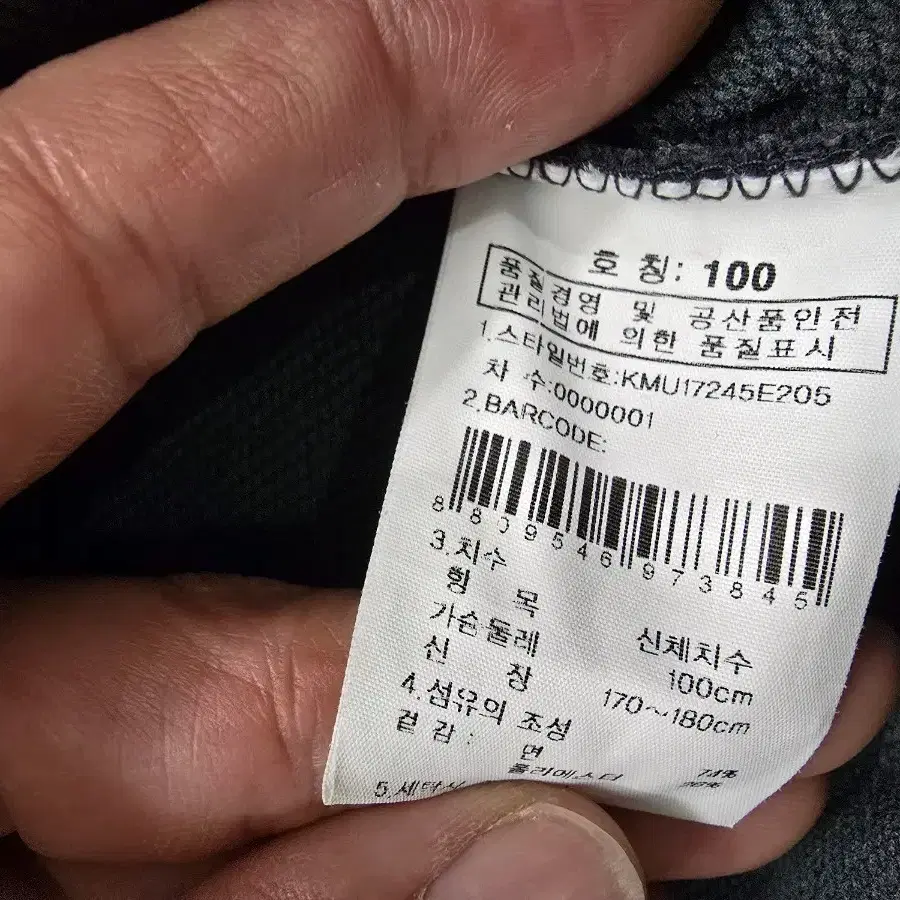 호 칭: 100
품질경영 및 공산품안전
관리법에 의한 품질표시
1.스타일번호:KMU17245E205
차 수:0000001
2.BARCODE:
8809546973845
3.치수
항 목 신체치수
가슴둘레 100cm
신 장 170~180cm
4.섬유의 조성
겉감: 면 74%
폴리에스터